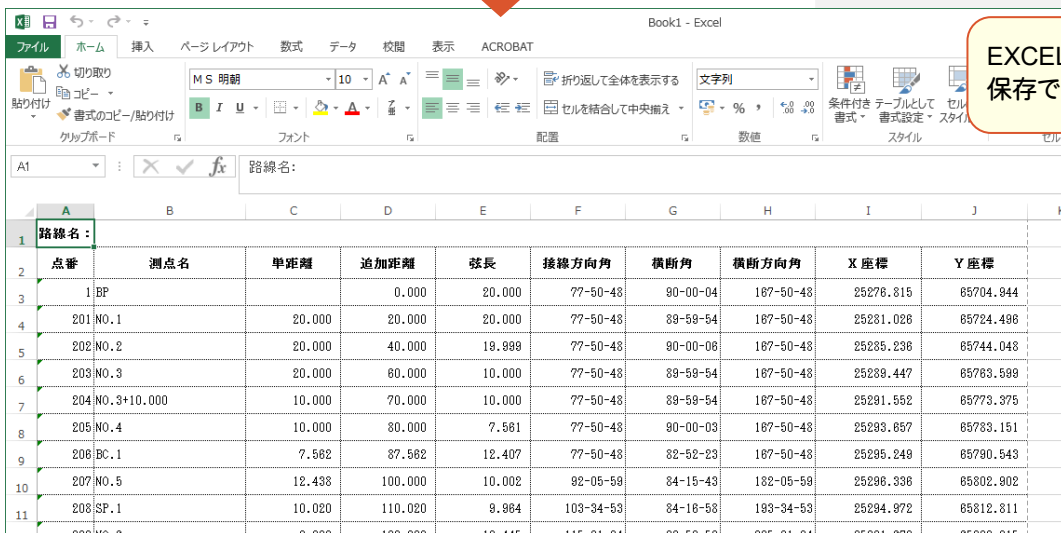 Book1 - Excel
ファイル ホーム 挿入 ページ レイアウト 数式 データ 校閲 表示 ACROBAT
EXCEL
保存で
貼り付け 切り取り コピー 書式のコピー/貼り付け
クリップボード
ＭＳ 明朝 10
B I U
フォント
折り返して全体を表示する
セルを結合して中央揃え
配置
文字列
数値
条件付き書式 テーブルとして書式設定
スタイル
A1 fx 路線名:
A B C D E F G H I J
1 路線名：
2 点番 測点名 単距離 追加距離 弦長 接線方向角 横断角 横断方向角 Ｘ座標 Ｙ座標
3 1 BP 0.000 20.000 77-50-48 90-00-04 167-50-48 25276.815 65704.944
4 201 NO.1 20.000 20.000 20.000 77-50-48 89-59-54 167-50-48 25281.026 65724.496
5 202 NO.2 20.000 40.000 19.999 77-50-48 90-00-06 167-50-48 25285.236 65744.048
6 203 NO.3 20.000 60.000 10.000 77-50-48 89-59-54 167-50-48 25289.447 65763.599
7 204 NO.3+10.000 10.000 70.000 10.000 77-50-48 89-59-54 167-50-48 25291.552 65773.375
8 205 NO.4 10.000 80.000 7.561 77-50-48 90-00-03 167-50-48 25293.657 65783.151
9 206 BC.1 7.562 87.562 12.407 77-50-48 82-52-23 167-50-48 25295.249 65790.543
10 207 NO.5 12.438 100.000 10.002 92-05-59 84-15-43 182-05-59 25296.336 65802.902
11 208 SP.1 10.020 110.020 9.964 103-34-53 84-16-58 193-34-53 25294.972 65812.811